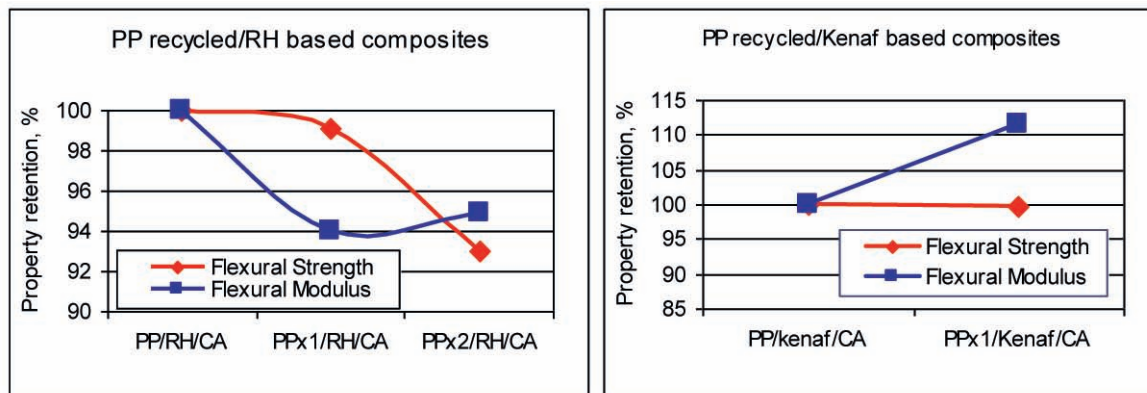 PP recycled/RH based composites
Property retention, %
100
98
96
94
92
90
Flexural Strength
Flexural Modulus
PP/RH/CA PPx1/RH/CA PPx2/RH/CA
PP recycled/Kenaf based composites
Property retention, %
115
110
105
100
95
90
85
Flexural Strength
Flexural Modulus
PP/kenaf/CA PPx1/Kenaf/CA